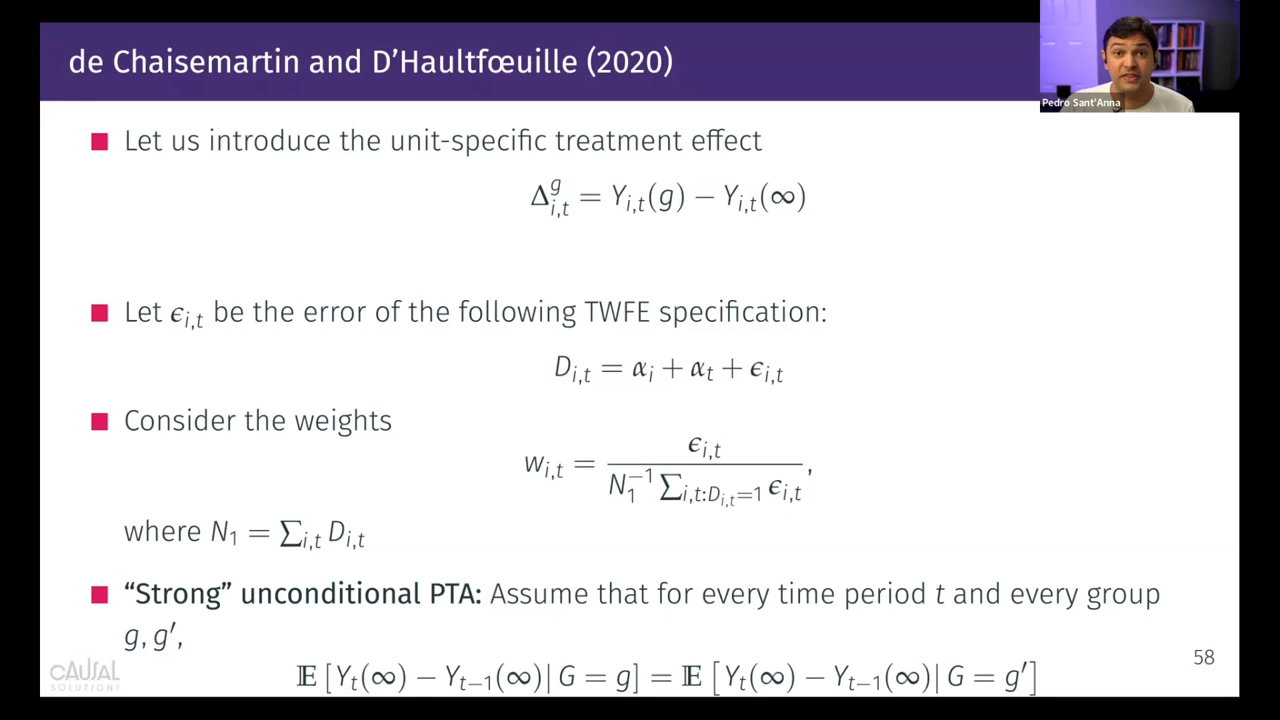 de Chaisemartin and D'Haultfœuille (2020)
Pedro Sant'Anna
■ Let us introduce the unit-specific treatment effect
Δ^g_{i,t} = Y_{i,t}(g) − Y_{i,t}(∞)
■ Let ϵ_{i,t} be the error of the following TWFE specification:
D_{i,t} = α_i + α_t + ϵ_{i,t}
■ Consider the weights
w_{i,t} = ϵ_{i,t} / (N_1^{−1} ∑_{i,t:D_{i,t}=1} ϵ_{i,t}),
where N_1 = ∑_{i,t} D_{i,t}
■ “Strong” unconditional PTA: Assume that for every time period t and every group
g, g′,
𝔼 [Y_t(∞) − Y_{t−1}(∞)| G = g] = 𝔼 [Y_t(∞) − Y_{t−1}(∞)| G = g′]
58
CAUSAL
SOLUTIONS